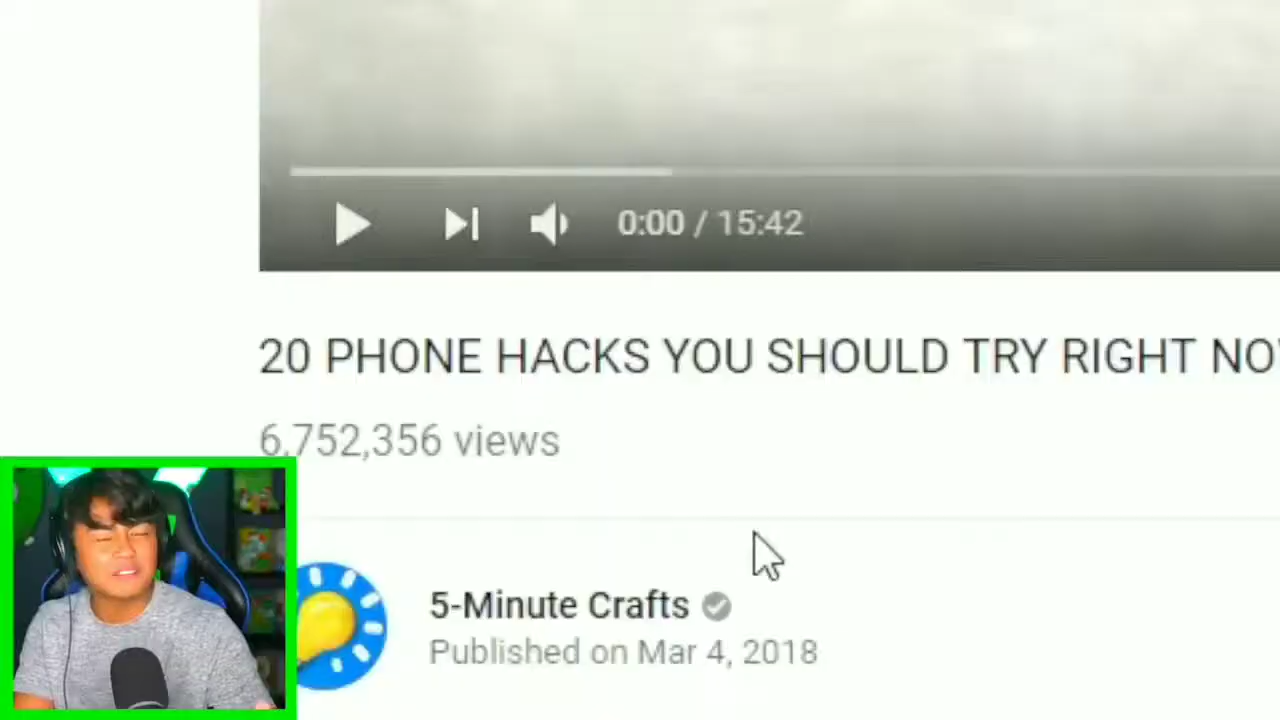 0:00 / 15:42
20 PHONE HACKS YOU SHOULD TRY RIGHT NO
6,752,356 views
5-Minute Crafts
Published on Mar 4, 2018